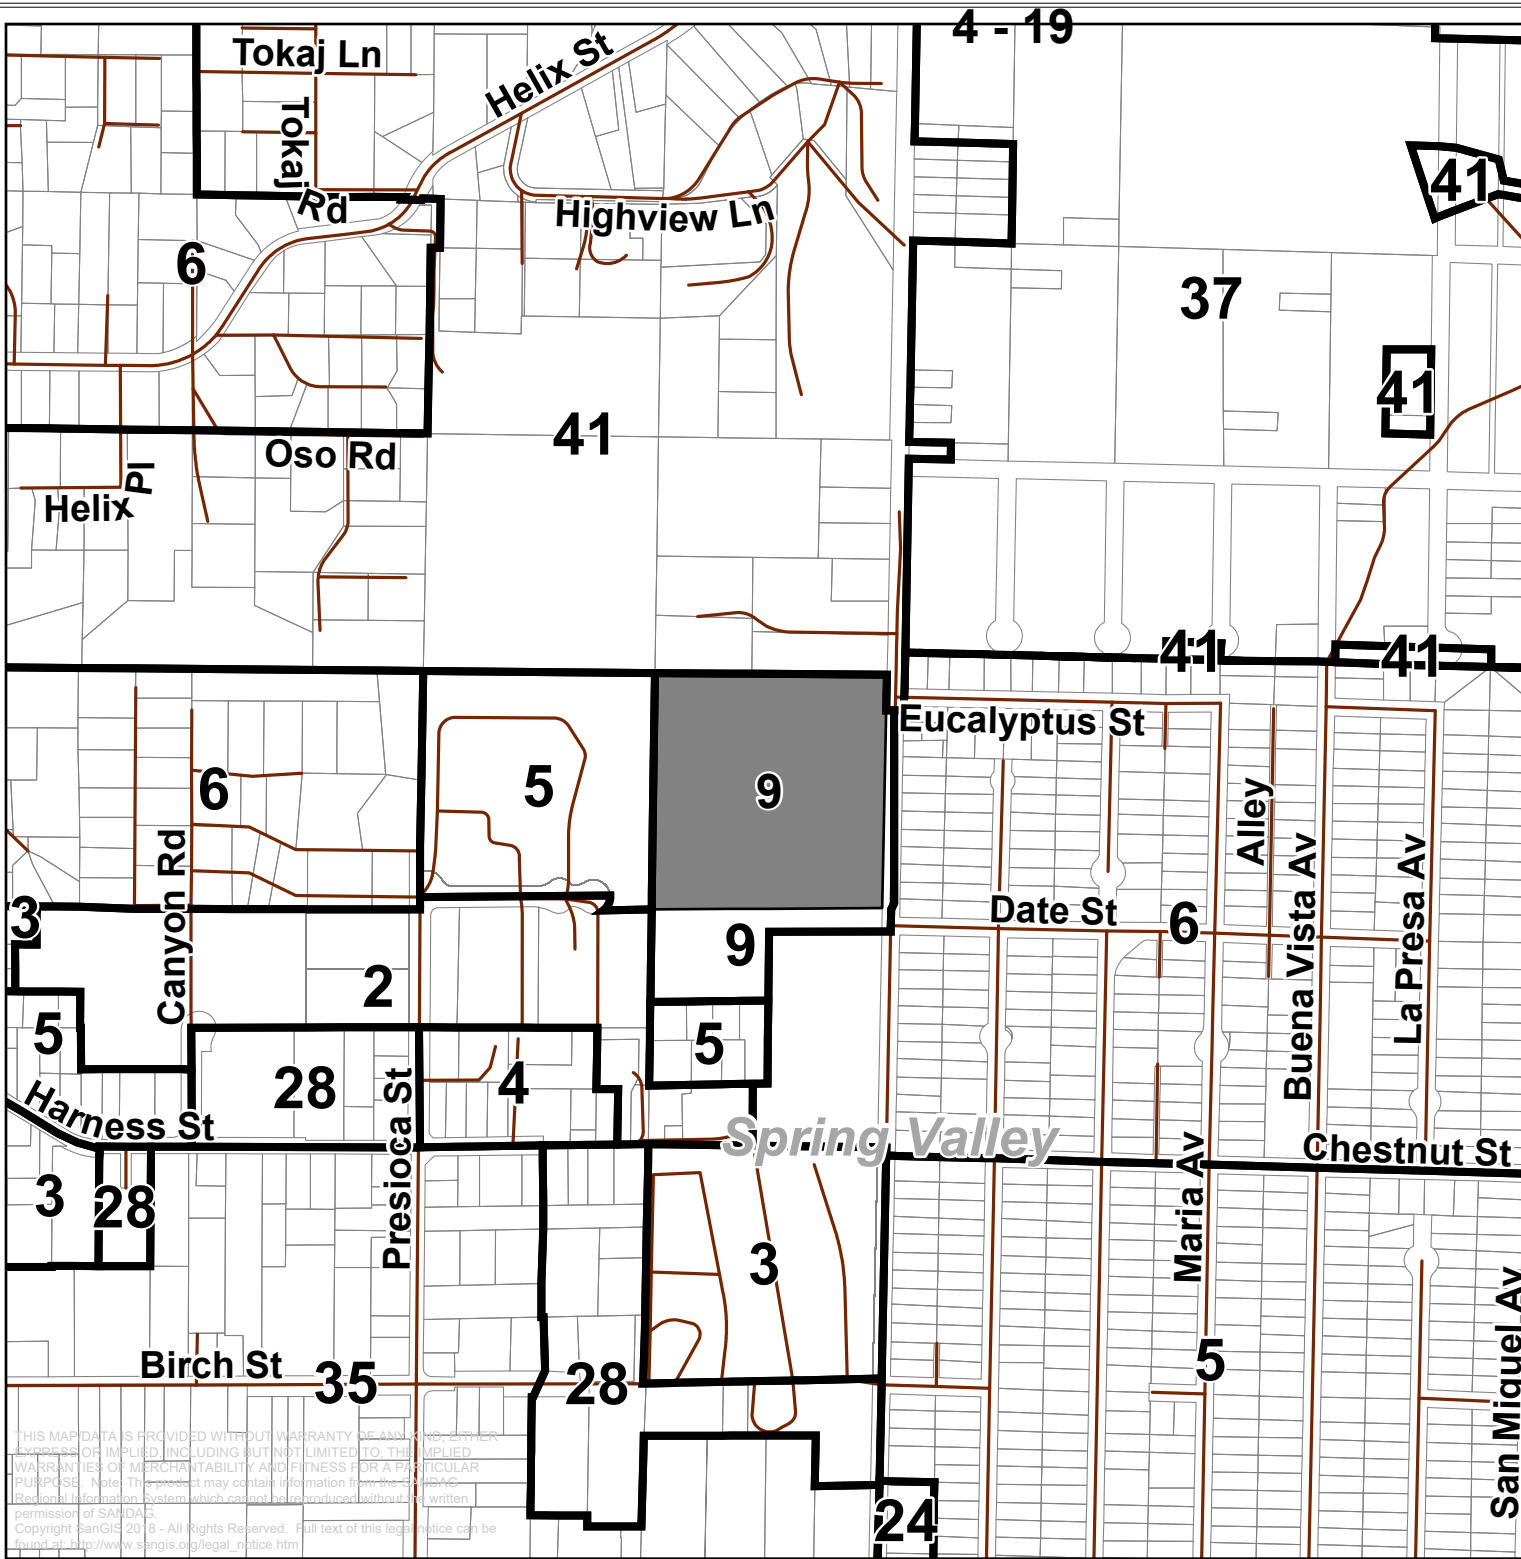 4 - 19
Tokaj Ln
Helix St
Tokaj
Rd
Highview Ln
41
6
37
41
41
Oso Rd
Helix Pl
41
41
Eucalyptus St
6
5
9
Alley
Canyon Rd
Buena Vista Av
La Presa Av
3
Date St
6
9
2
5
5
28
4
Presioca St
Harness St
Spring Valley
Chestnut St
Maria Av
3
28
3
San Miguel Av
Birch St
35
28
5
24
THIS MAP/DATA IS PROVIDED WITHOUT WARRANTY OF ANY KIND, EITHER
EXPRESS OR IMPLIED, INCLUDING BUT NOT LIMITED TO, THE IMPLIED
WARRANTIES OF MERCHANTABILITY AND FITNESS FOR A PARTICULAR
PURPOSE. Note: This product may contain information from the SANDAG
Regional Information System which cannot be reproduced without the written
permission of SANDAG.
Copyright SanGIS 2018 - All Rights Reserved. Full text of this legal notice can be
found at: http://www.sangis.org/legal_notice.htm